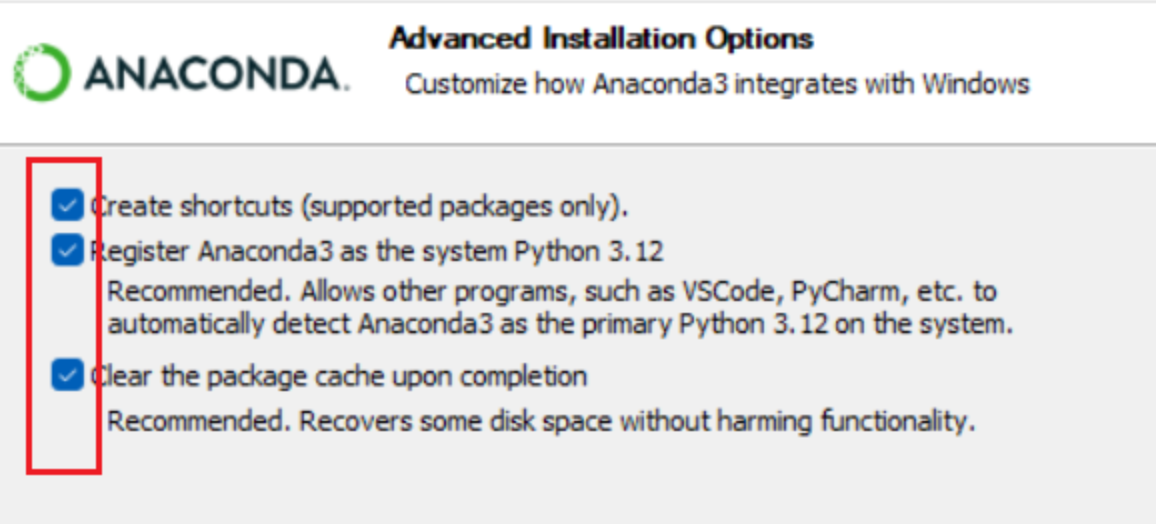 ANACONDA.
Advanced Installation Options
Customize how Anaconda3 integrates with Windows
Create shortcuts (supported packages only).
Register Anaconda3 as the system Python 3.12
Recommended. Allows other programs, such as VSCode, PyCharm, etc. to
automatically detect Anaconda3 as the primary Python 3.12 on the system.
Clear the package cache upon completion
Recommended. Recovers some disk space without harming functionality.